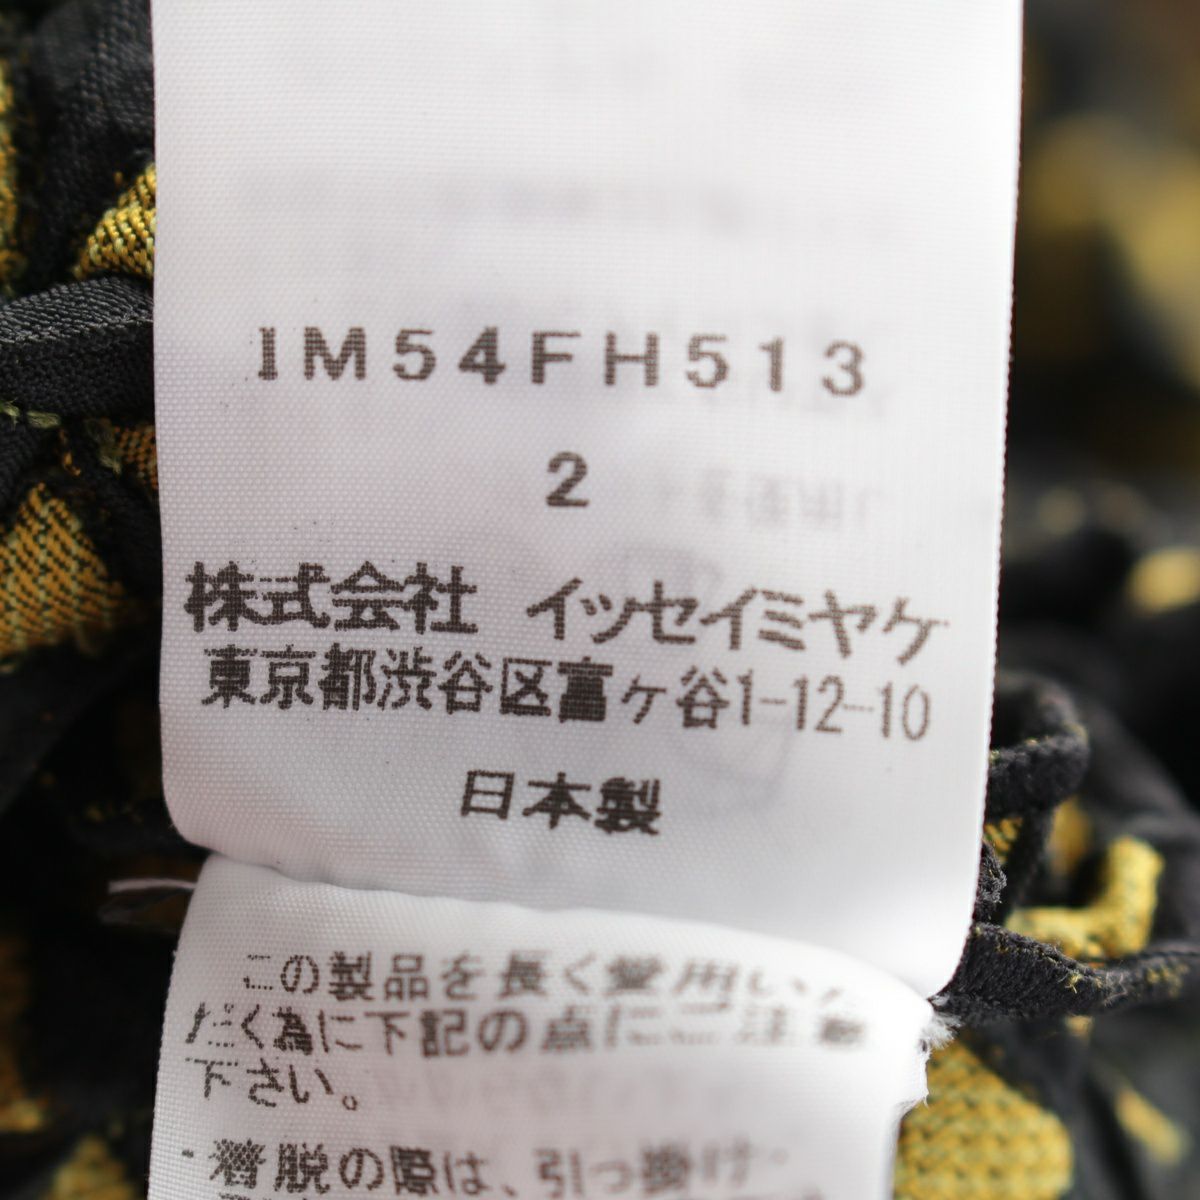 IM54FH513
2
株式会社 イッセイミヤケ
東京都渋谷区富ヶ谷1-12-10
日本製
この製品を長く愛用い
だく為に下記の点にご注意
下さい。
・着脱の際は、引っ掛け